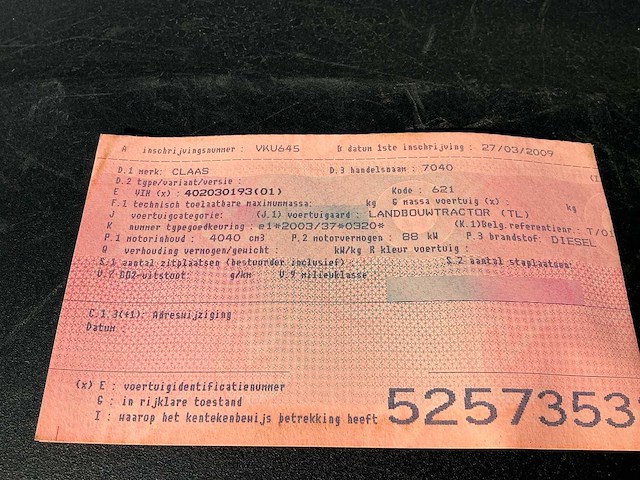 A inschrijvingsnummer : VKU645 B datum 1ste inschrijving : 27/03/2009
D.1 merk: CLAAS D.3 handelsnaam : 7040
D.2 type/variant/versie :
E VIN (x) : 402030193(01) Kode : 621
F.1 technisch toelaatbare maximummassa: kg G massa voertuig (x) : kg
J voertuigcategorie: (J.1) voertuigaard : LANDBOUWTRACTOR (TL)
K nummer typegoedkeuring : e1*2003/37*0320* (K.1)Belg.referentienr.: T/01
P.1 motorinhoud : 4040 cm3 P.2 motorvermogen : 88 kW P.3 brandstof: DIESEL
Q verhouding vermogen/gewicht : kW/kg R kleur voertuig :
S.1 aantal zitplaatsen (bestuurder inclusief) : S.2 aantal staplaatsen:
V.7 CO2-uitstoot: g/km V.9 milieuklasse
C.1.3(+1): Adreswijziging
Datum
(x) E : voertuigidentificatienummer
G : in rijklare toestand
I : waarop het kentekenbewijs betrekking heeft
5257353